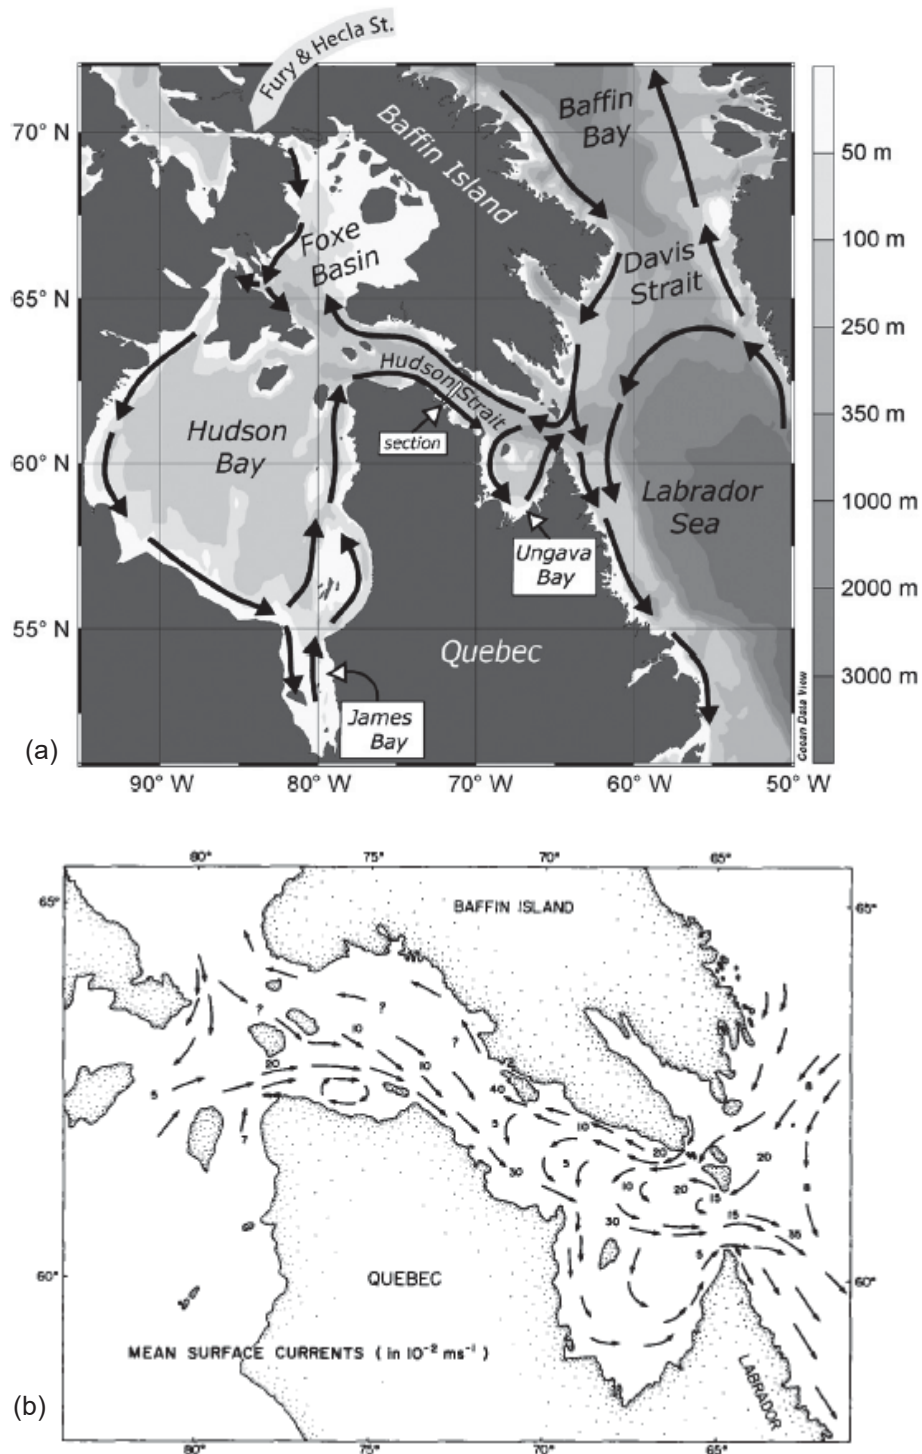 Fury & Hecla St.
70° N
65° N
60° N
55° N
Baffin Island
Baffin
Bay
Foxe
Basin
Davis
Strait
Hudson Strait
section
Hudson
Bay
Labrador
Sea
Ungava
Bay
Quebec
James
Bay
50 m
100 m
250 m
350 m
1000 m
2000 m
3000 m
Ocean Data View
(a)
90° W
80° W
70° W
60° W
50° W
80°
75°
70°
65°
65°
65°
BAFFIN ISLAND
?
?
10
20
5
?
10
?
40
5
10
30
5
20
10
20
15
15
20
8
8
35
30
5
60°
60°
QUEBEC
MEAN SURFACE CURRENTS (in 10⁻² ms⁻¹)
LABRADOR
(b)
80°
75°
70°
65°